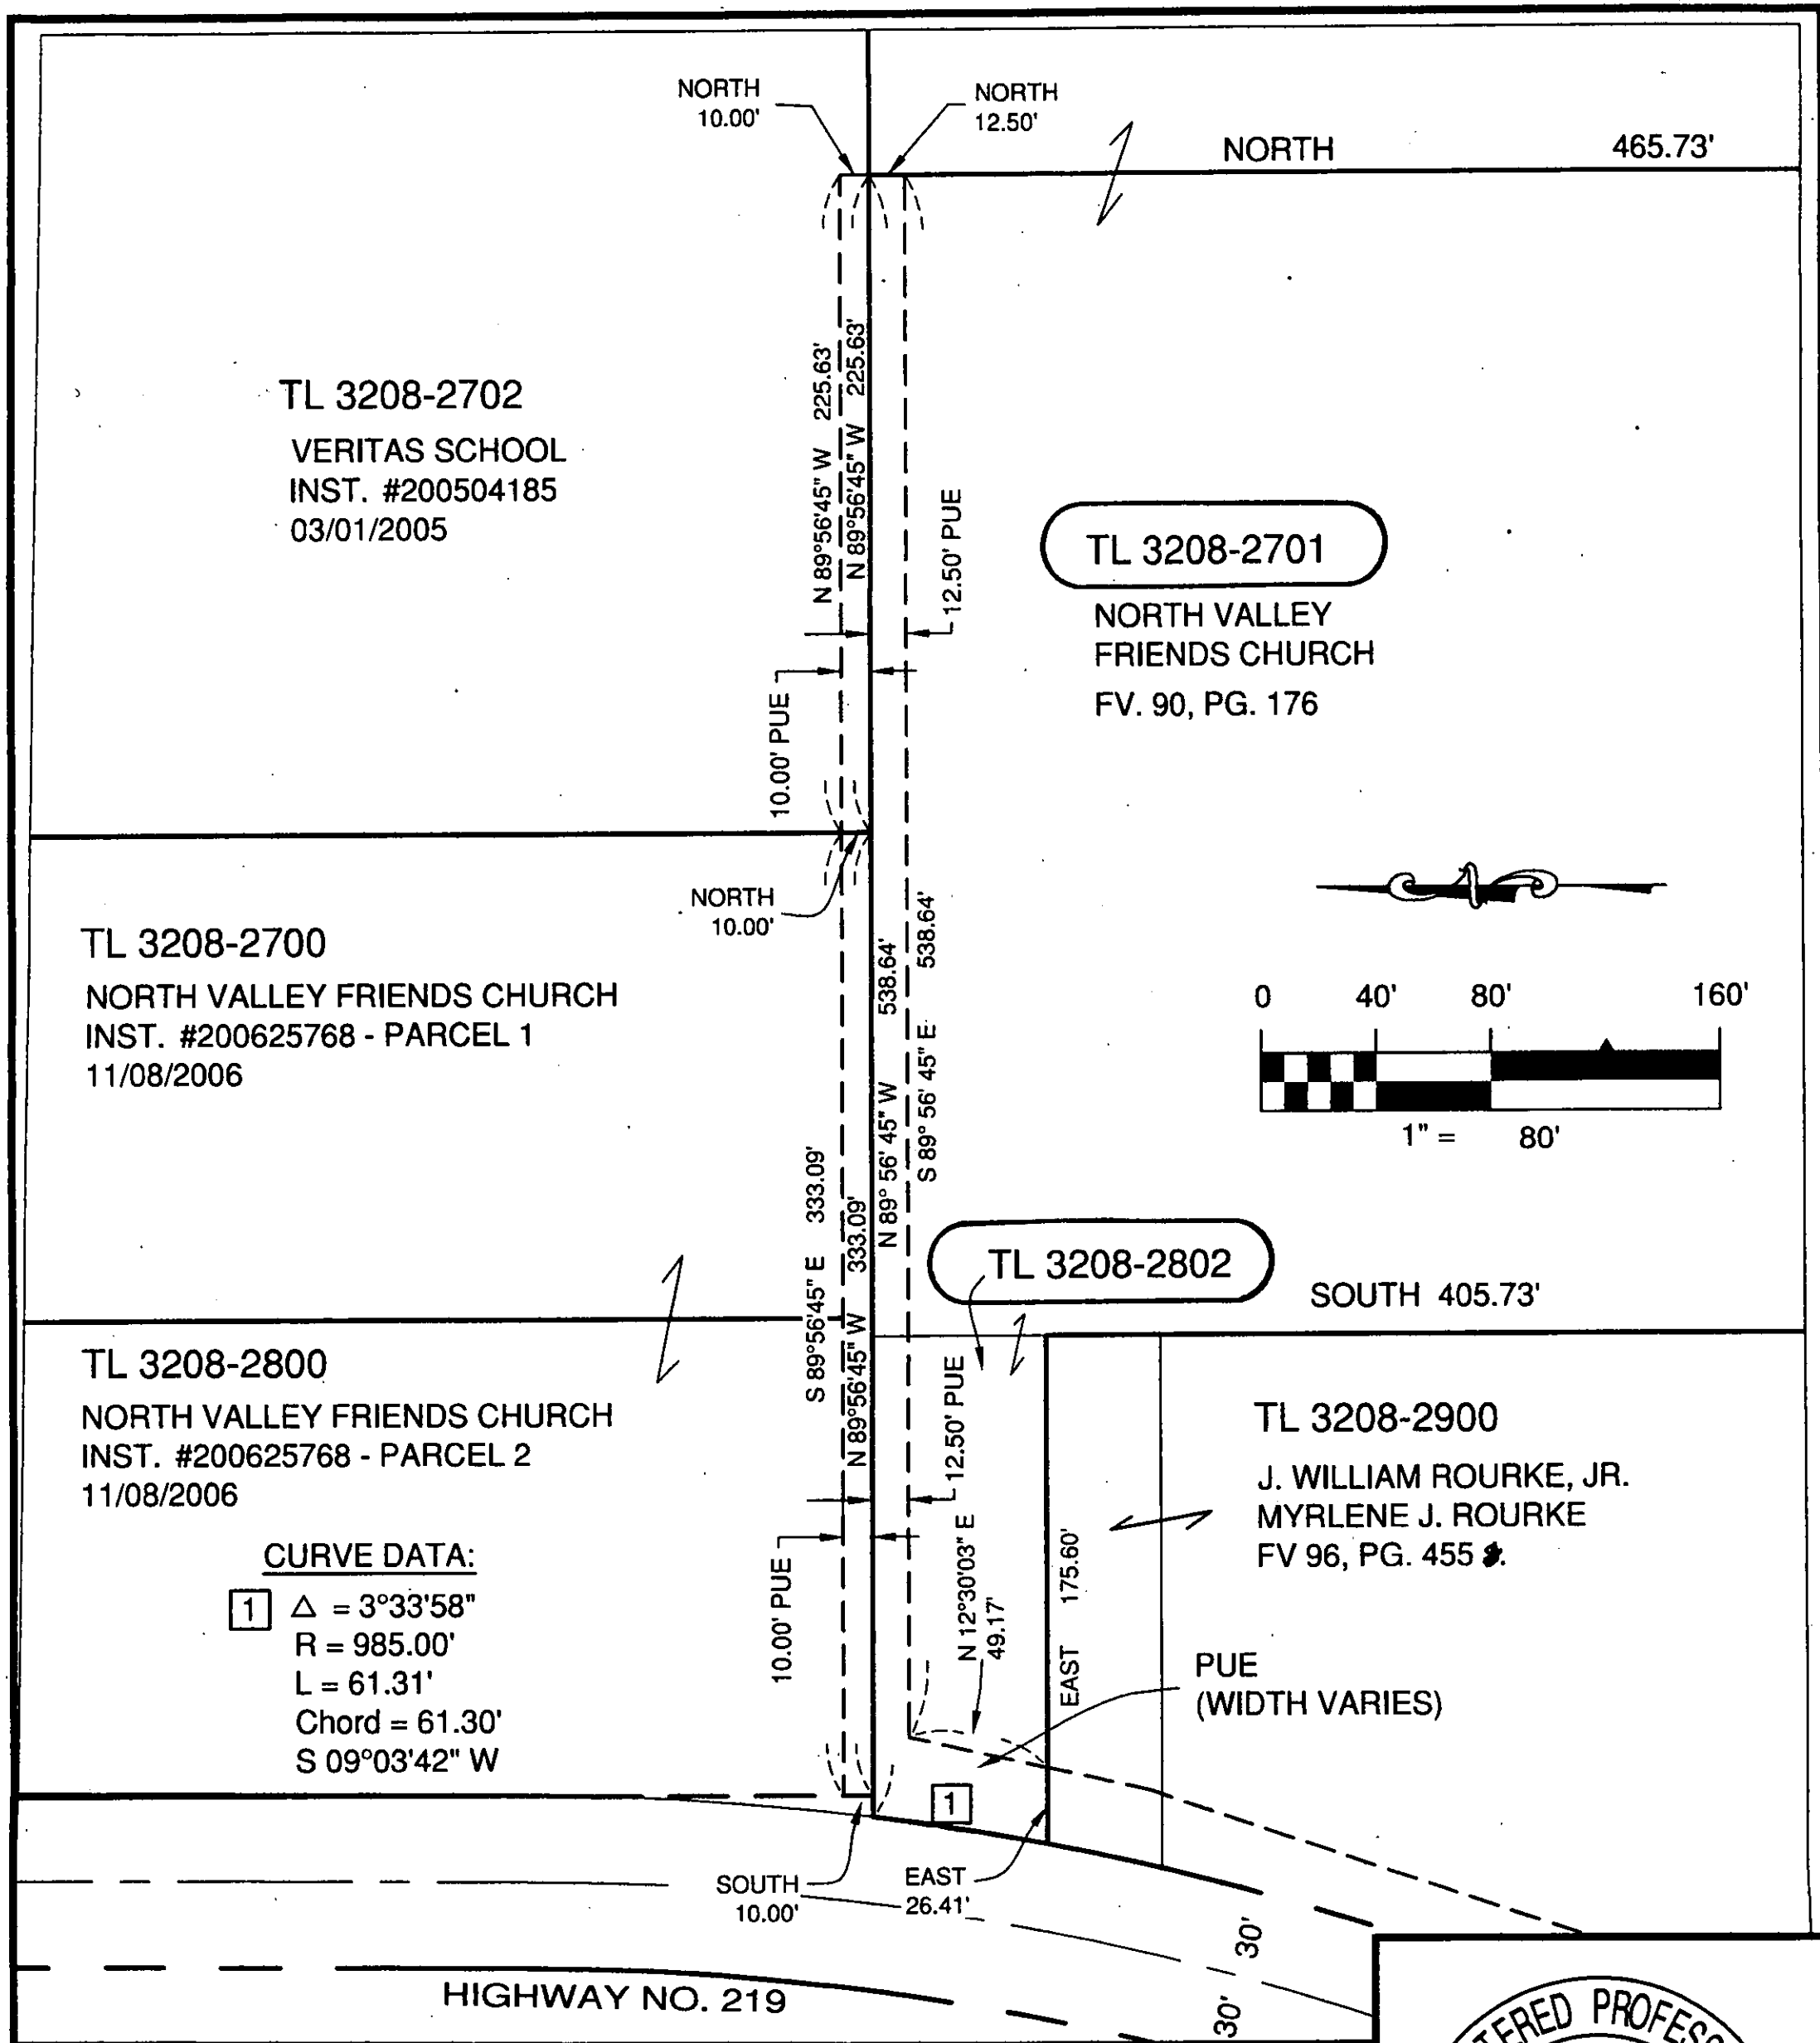 NORTH
10.00'
NORTH
12.50'
NORTH 465.73'
TL 3208-2702
VERITAS SCHOOL
INST. #200504185
03/01/2005
N 89°56'45" W 225.63'
N 89°56'45" W 225.63'
12.50' PUE
10.00' PUE
TL 3208-2701
NORTH VALLEY
FRIENDS CHURCH
FV. 90, PG. 176
NORTH
10.00'
TL 3208-2700
NORTH VALLEY FRIENDS CHURCH
INST. #200625768 - PARCEL 1
11/08/2006
N 89° 56' 45" W 538.64'
S 89° 56' 45" E 538.64'
0 40' 80' 160'
1" = 80'
S 89°56'45" E 333.09'
N 89°56'45" W 333.09'
TL 3208-2802
SOUTH 405.73'
TL 3208-2800
NORTH VALLEY FRIENDS CHURCH
INST. #200625768 - PARCEL 2
11/08/2006
12.50' PUE
10.00' PUE
N 12°30'03" E
49.17'
EAST 175.60'
TL 3208-2900
J. WILLIAM ROURKE, JR.
MYRLENE J. ROURKE
FV 96, PG. 455
CURVE DATA:
1 △ = 3°33'58"
R = 985.00'
L = 61.31'
Chord = 61.30'
S 09°03'42" W
PUE
(WIDTH VARIES)
1
SOUTH
10.00'
EAST
26.41'
30'
30'
HIGHWAY NO. 219
PROFESS